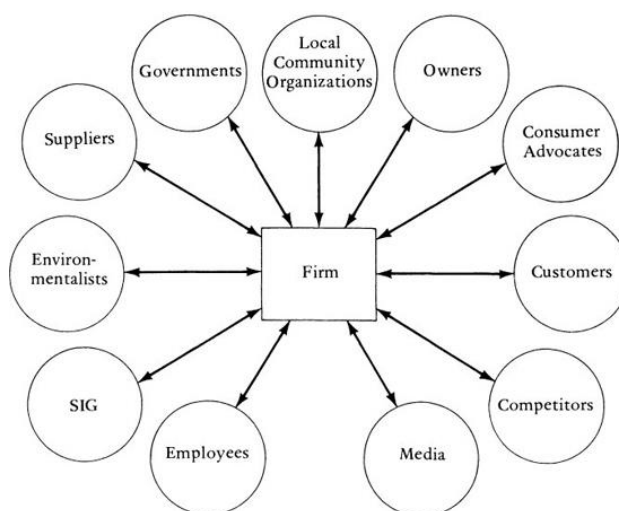 Local
Community
Organizations
Governments
Owners
Suppliers
Consumer
Advocates
Environ-
mentalists
Firm
Customers
SIG
Competitors
Employees
Media